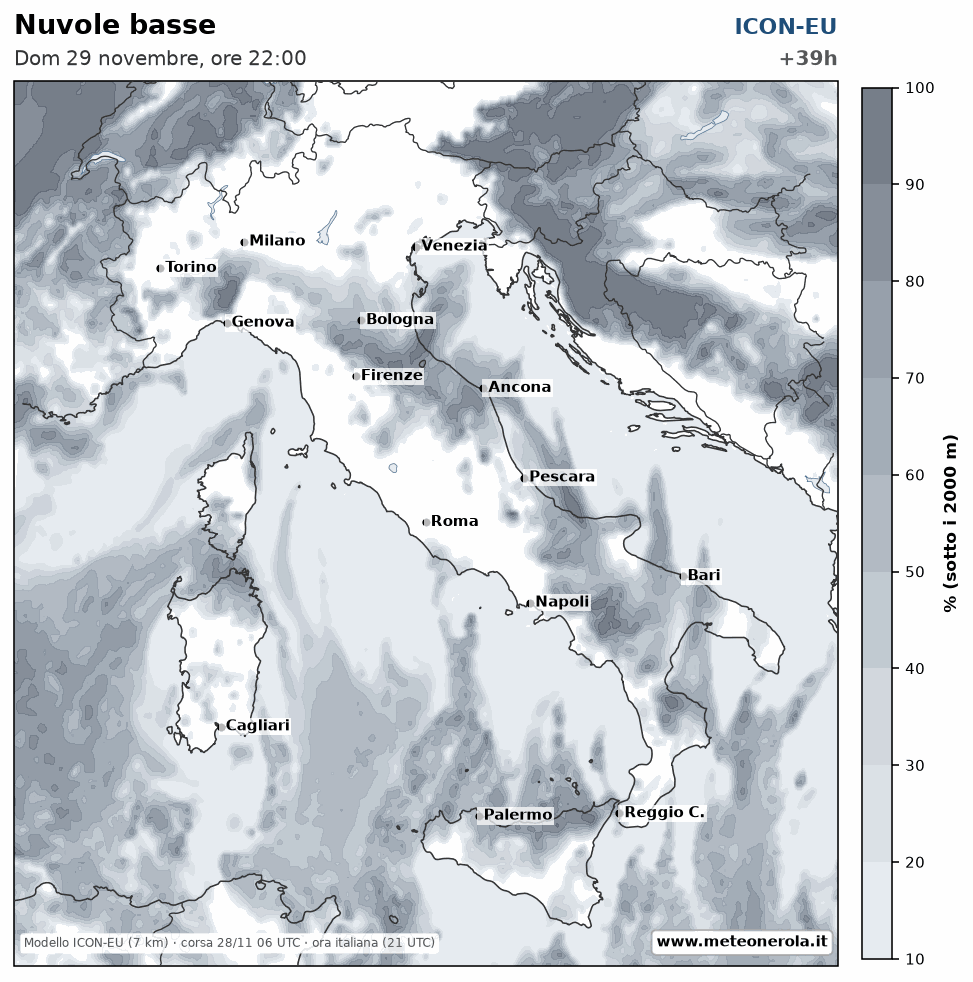 Nuvole basse
ICON-EU
Dom 29 novembre, ore 22:00
+39h
Milano
Venezia
Torino
Genova
Bologna
Firenze
Ancona
Pescara
Roma
Bari
Napoli
Cagliari
Palermo
Reggio C.
Modello ICON-EU (7 km) · corsa 28/11 06 UTC · ora italiana (21 UTC)
www.meteonerola.it
100
90
80
70
60
50
40
30
20
10
% (sotto i 2000 m)